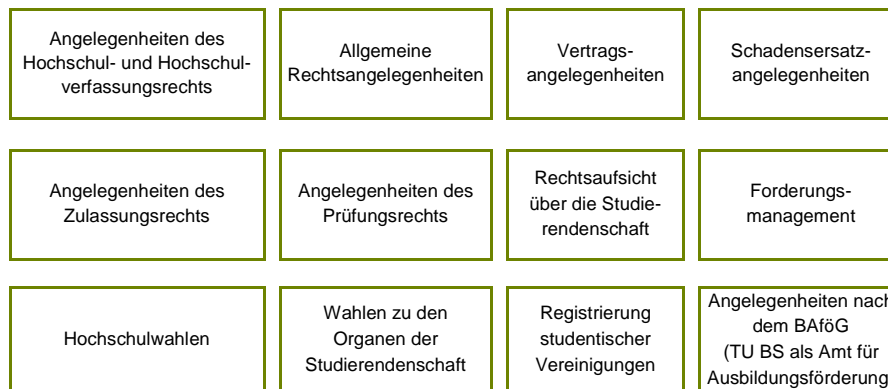 Angelegenheiten des
Hochschul- und Hochschul-
verfassungsrechts
Allgemeine
Rechtsangelegenheiten
Vertrags-
angelegenheiten
Schadensersatz-
angelegenheiten
Angelegenheiten des
Zulassungsrechts
Angelegenheiten des
Prüfungsrechts
Rechtsaufsicht
über die Studie-
rendenschaft
Forderungs-
management
Hochschulwahlen
Wahlen zu den
Organen der
Studierendenschaft
Registrierung
studentischer
Vereinigungen
Angelegenheiten nach
dem BAföG
(TU BS als Amt für
Ausbildungsförderung